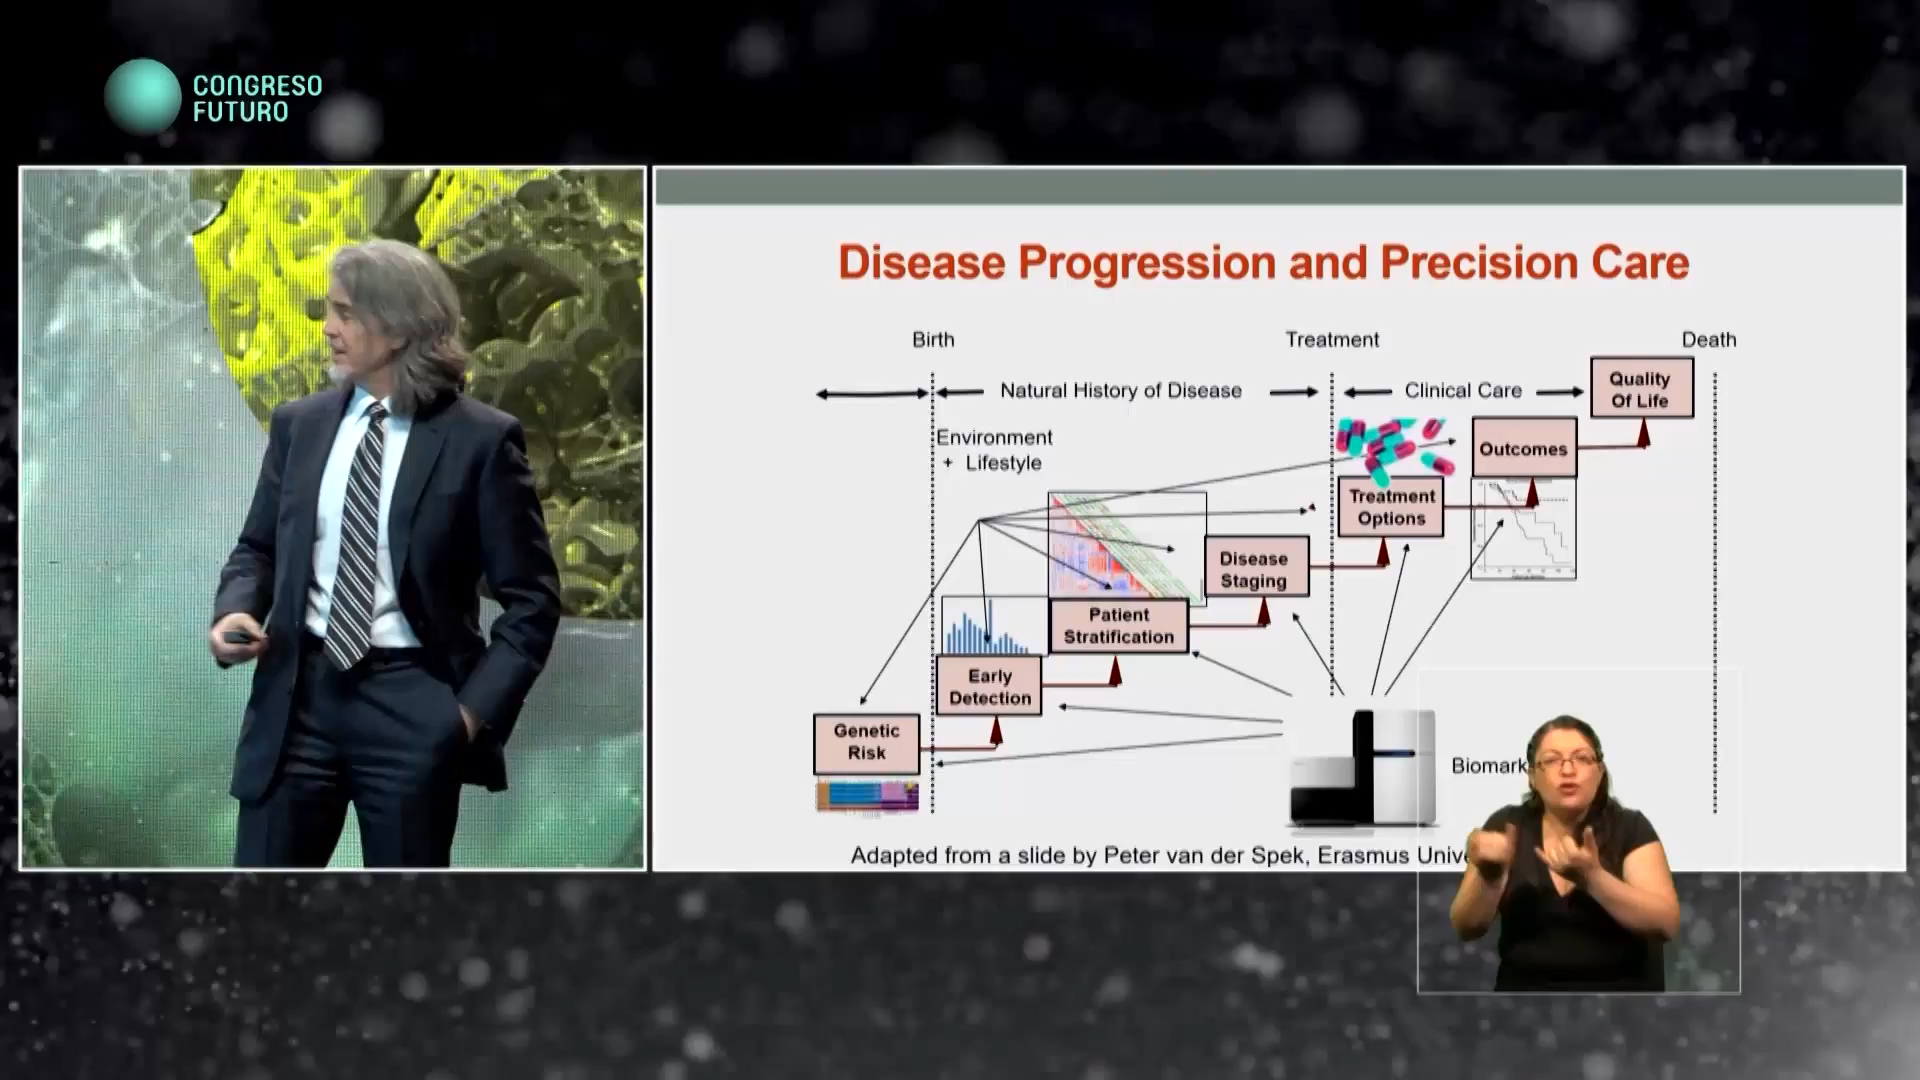 CONGRESO
FUTURO
Disease Progression and Precision Care
Birth
Treatment
Death
Natural History of Disease
Clinical Care
Quality
Of Life
Environment
+ Lifestyle
Outcomes
Treatment
Options
Disease
Staging
Patient
Stratification
Early
Detection
Genetic
Risk
Biomark
Adapted from a slide by Peter van der Spek, Erasmus Unive